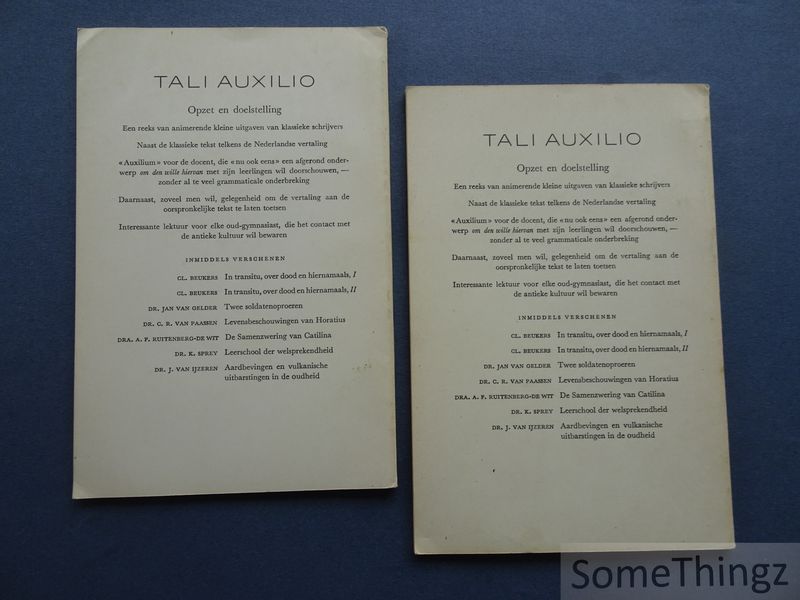 TALI AUXILIO
Opzet en doelstelling
Een reeks van animerende kleine uitgaven van klassieke schrijvers
Naast de klassieke tekst telkens de Nederlandse vertaling
«Auxilium» voor de docent, die «nu ook eens» een afgerond onder-
werp om den wille hiervan met zijn leerlingen wil doorschouwen, —
zonder al te veel grammaticale onderbreking
Daarnaast, zoveel men wil, gelegenheid om de vertaling aan de
oorspronkelijke tekst te laten toetsen
Interessante lektuur voor elke oud-gymnasiast, die het contact met
de antieke kultuur wil bewaren
INMIDDELS VERSCHENEN
CL. BEUKERS In transitu, over dood en hiernamaals, I
CL. BEUKERS In transitu, over dood en hiernamaals, II
DR. JAN VAN GELDER Twee soldatenoproeren
DR. C. R. VAN PAASSEN Levensbeschouwingen van Horatius
DRA. A. F. RUITENBERG-DE WIT De Samenzwering van Catilina
DR. K. SPREY Leerschool der welsprekendheid
DR. J. VAN IJZEREN Aardbevingen en vulkanische
uitbarstingen in de oudheid
TALI AUXILIO
Opzet en doelstelling
Een reeks van animerende kleine uitgaven van klassieke schrijvers
Naast de klassieke tekst telkens de Nederlandse vertaling
«Auxilium» voor de docent, die «nu ook eens» een afgerond onder-
werp om den wille hiervan met zijn leerlingen wil doorschouwen, —
zonder al te veel grammaticale onderbreking
Daarnaast, zoveel men wil, gelegenheid om de vertaling aan de
oorspronkelijke tekst te laten toetsen
Interessante lektuur voor elke oud-gymnasiast, die het contact met
de antieke kultuur wil bewaren
INMIDDELS VERSCHENEN
CL. BEUKERS In transitu, over dood en hiernamaals, I
CL. BEUKERS In transitu, over dood en hiernamaals, II
DR. JAN VAN GELDER Twee soldatenoproeren
DR. C. R. VAN PAASSEN Levensbeschouwingen van Horatius
DRA. A. F. RUITENBERG-DE WIT De Samenzwering van Catilina
DR. K. SPREY Leerschool der welsprekendheid
DR. J. VAN IJZEREN Aardbevingen en vulkanische
uitbarstingen in de oudheid
SomeThingz